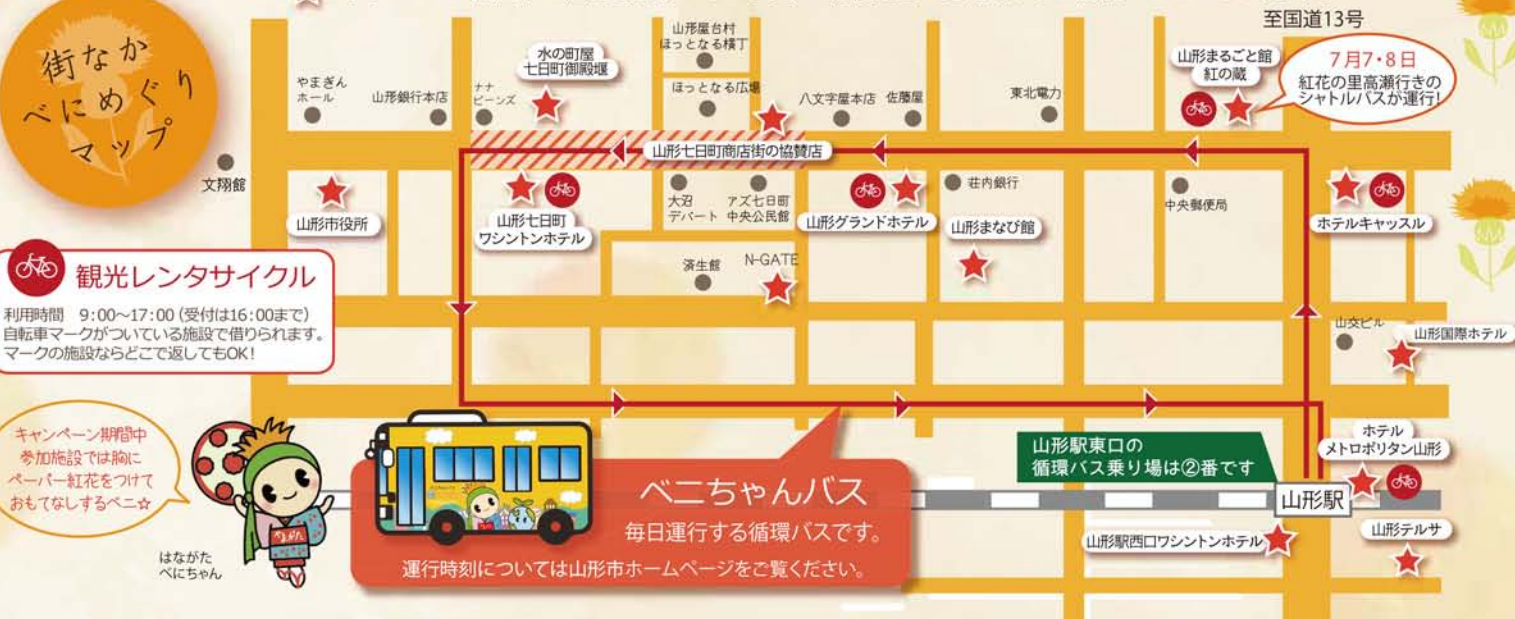 街なか
べにめぐり
マップ
至国道13号
山形屋台村
ほっとなる横丁
水の町屋
七日町御殿堰
山形まるごと館
紅の蔵
7月7・8日
紅花の里高瀬行きの
シャトルバスが運行!
やまぎん
ホール
山形銀行本店
ナナ
ビーンズ
ほっとなる広場
八文字屋本店
佐藤屋
東北電力
山形七日町商店街の協賛店
文翔館
山形市役所
山形七日町
ワシントンホテル
大沼
デパート
アズ七日町
中央公民館
山形グランドホテル
荘内銀行
山形まなび館
中央郵便局
ホテルキャッスル
済生館
N-GATE
観光レンタサイクル
利用時間 9:00～17:00(受付は16:00まで)
自転車マークがついている施設で借りられます。
マークの施設ならどこで返してもOK!
山交ビル
山形国際ホテル
キャンペーン期間中
参加施設では胸に
ペーパー紅花をつけて
おもてなしするベニ☆
はながた
べにちゃん
ベニちゃんバス
毎日運行する循環バスです。
運行時刻については山形市ホームページをご覧ください。
山形駅東口の
循環バス乗り場は②番です
ホテル
メトロポリタン山形
山形駅
山形駅西口ワシントンホテル
山形テルサ